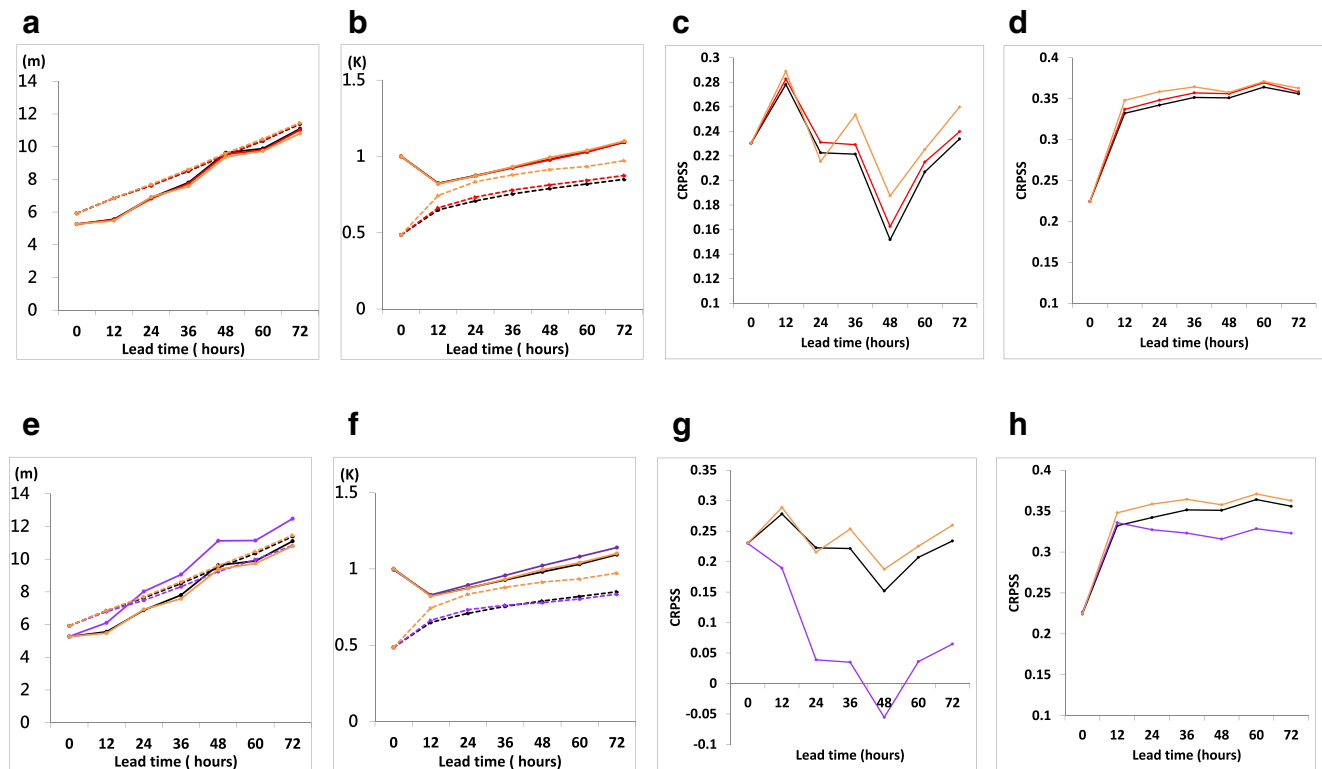 a
b
c
d
(m)
14
12
10
8
6
4
2
0
0 12 24 36 48 60 72
Lead time ( hours)
(K)
1.5
1
0.5
0
0 12 24 36 48 60 72
Lead time ( hours)
0.3
0.28
0.26
0.24
0.22
0.2
0.18
0.16
0.14
0.12
0.1
CRPSS
0 12 24 36 48 60 72
Lead time (hours)
0.4
0.35
0.3
0.25
0.2
0.15
0.1
CRPSS
0 12 24 36 48 60 72
Lead time (hours)
e
f
g
h
(m)
14
12
10
8
6
4
2
0
0 12 24 36 48 60 72
Lead time ( hours)
(K)
1.5
1
0.5
0
0 12 24 36 48 60 72
Lead time ( hours)
0.35
0.3
0.25
0.2
0.15
0.1
0.05
0
-0.05
-0.1
CRPSS
0 12 24 36 48 60 72
Lead time (hours)
0.4
0.35
0.3
0.25
0.2
0.15
0.1
CRPSS
0 12 24 36 48 60 72
Lead time (hours)